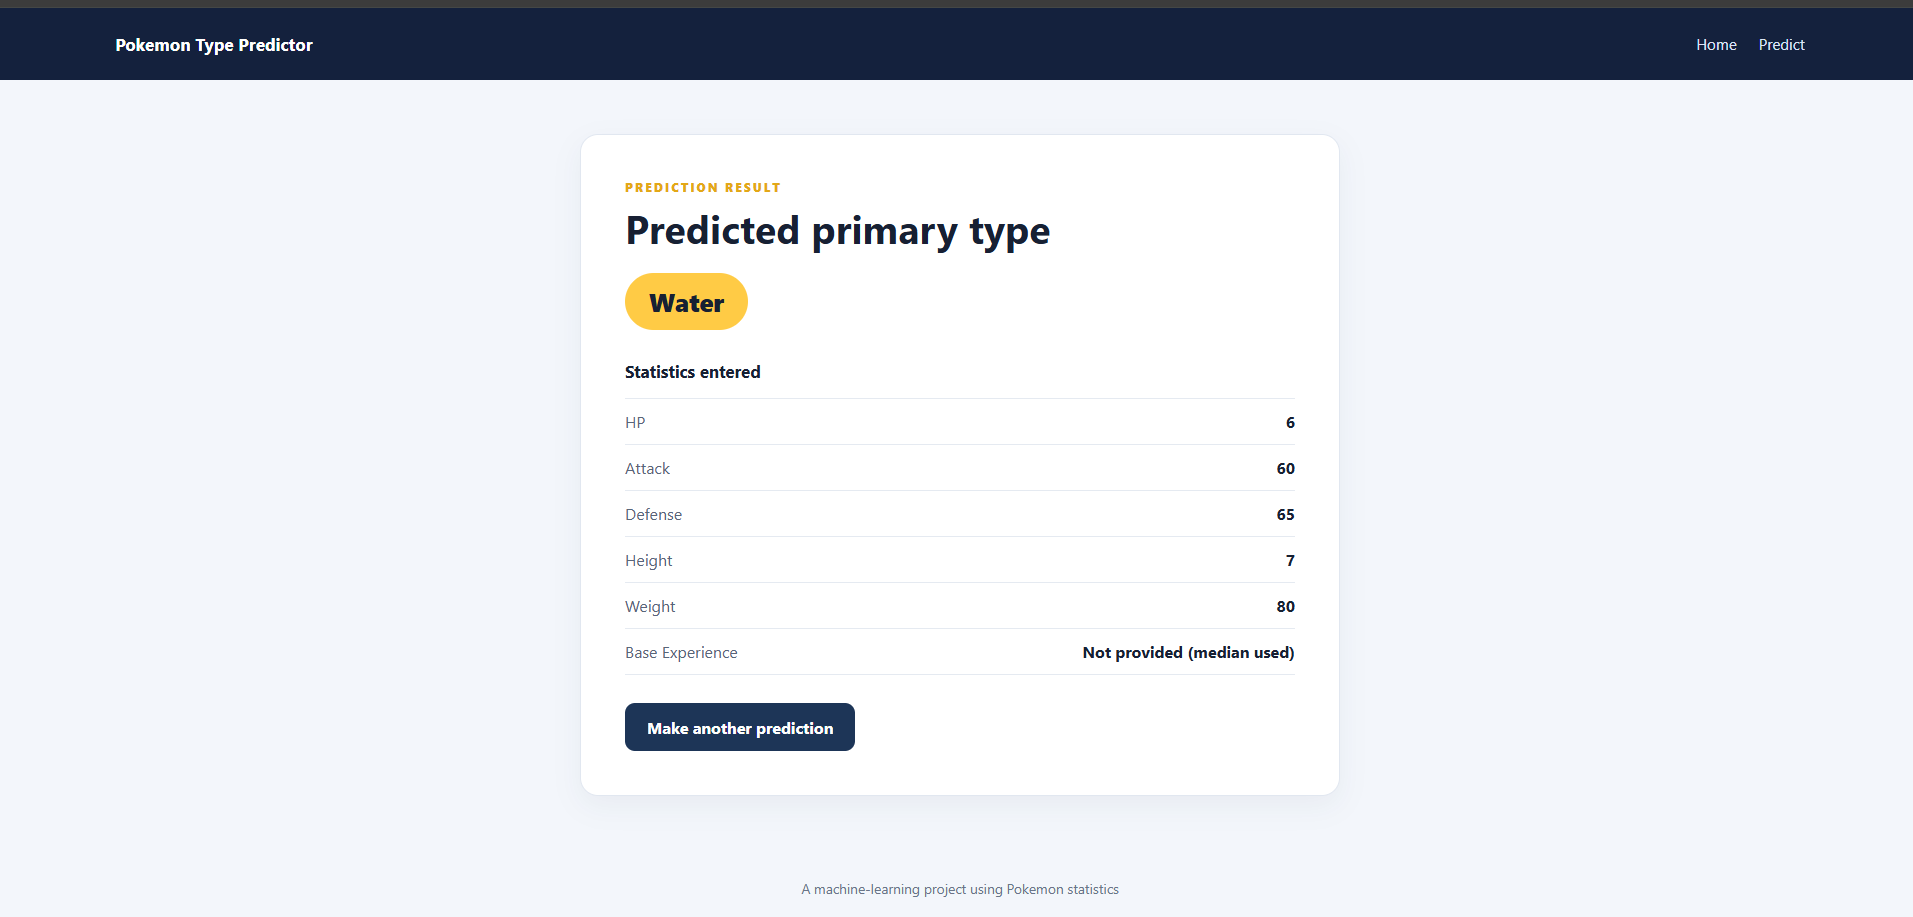 Pokemon Type Predictor
Home Predict
PREDICTION RESULT
Predicted primary type
Water
Statistics entered
HP 6
Attack 60
Defense 65
Height 7
Weight 80
Base Experience Not provided (median used)
Make another prediction
A machine-learning project using Pokemon statistics